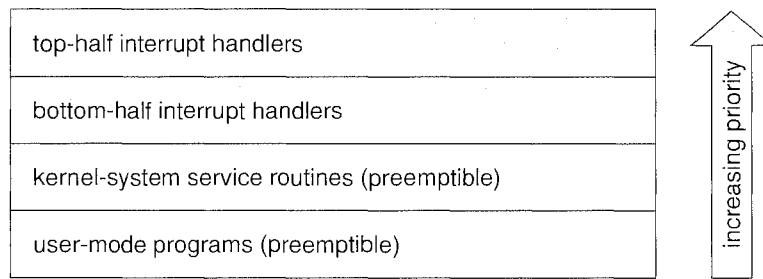 top-half interrupt handlers
bottom-half interrupt handlers
kernel-system service routines (preemptible)
user-mode programs (preemptible)
increasing priority